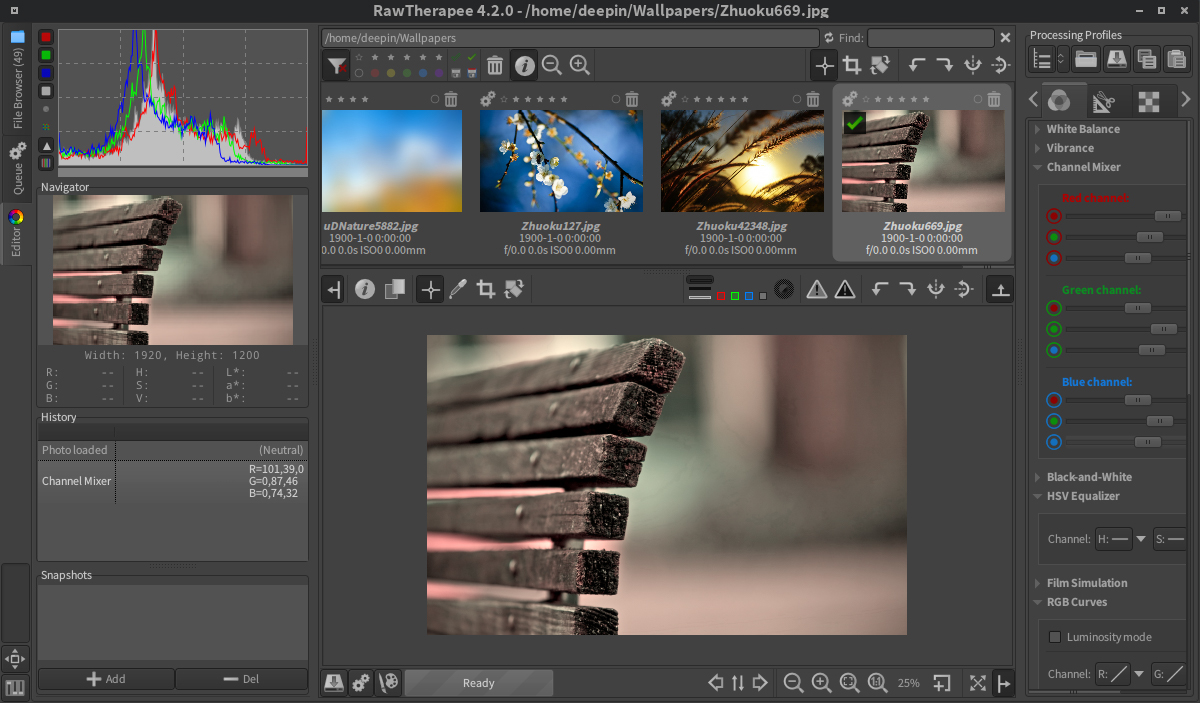 RawTherapee 4.2.0 - /home/deepin/Wallpapers/Zhuoku669.jpg
File Browser (49)
Queue
Editor
Navigator
Width: 1920, Height: 1200
R: -- H: -- L*: --
G: -- S: -- a*: --
B: -- V: -- b*: --
History
Photo loaded (Neutral)
Channel Mixer
R=101,39,0
G=0,87,46
B=0,74,32
Snapshots
Add
Del
/home/deepin/Wallpapers
Find:
uDNature5882.jpg
1900-1-0 0:00:00
0.0 0.0s ISO0 0.00mm
Zhuoku127.jpg
1900-1-0 0:00:00
f/0.0 0.0s ISO0 0.00mm
Zhuoku42348.jpg
1900-1-0 0:00:00
f/0.0 0.0s ISO0 0.00mm
Zhuoku669.jpg
1900-1-0 0:00:00
f/0.0 0.0s ISO0 0.00mm
Ready
1:1
25%
Processing Profiles
White Balance
Vibrance
Channel Mixer
Red channel:
Green channel:
Blue channel:
Black-and-White
HSV Equalizer
Channel: H: S:
Film Simulation
RGB Curves
Luminosity mode
Channel: R: G: